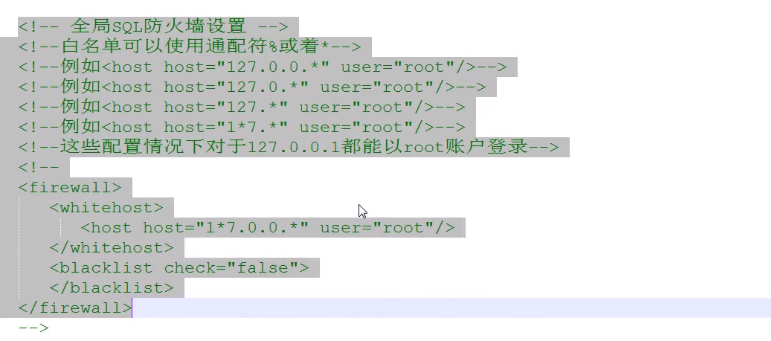 <!-- 全局SQL防火墙设置 -->
<!--白名单可以使用通配符%或着*-->
<!--例如<host host="127.0.0.*" user="root"/>-->
<!--例如<host host="127.0.*" user="root"/>-->
<!--例如<host host="127.*" user="root"/>-->
<!--例如<host host="1*7.*" user="root"/>-->
<!--这些配置情况下对于127.0.0.1都能以root账户登录-->
<!--
<firewall>
<whitehost>
<host host="1*7.0.0.*" user="root"/>
</whitehost>
<blacklist check="false">
</blacklist>
</firewall>
-->